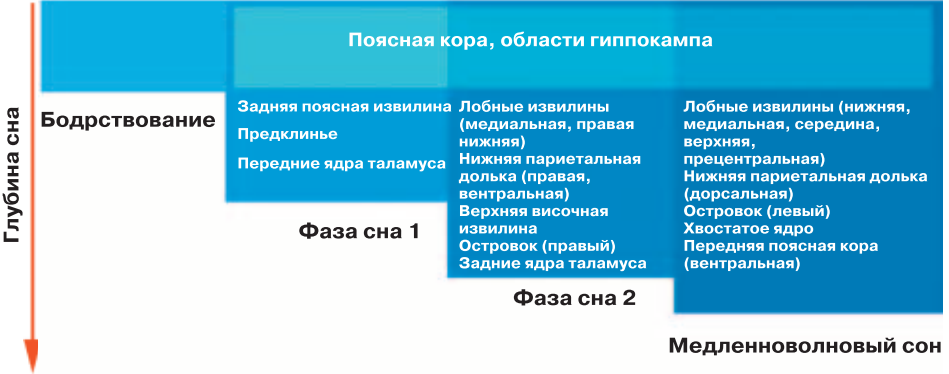 Поясная кора, области гиппокампа
Глубина сна
Бодрствование
Задняя поясная извилина
Предклинье
Передние ядра таламуса
Фаза сна 1
Лобные извилины
(медиальная, правая
нижняя)
Нижняя париетальная
долька (правая,
вентральная)
Верхняя височная
извилина
Островок (правый)
Задние ядра таламуса
Фаза сна 2
Лобные извилины (нижняя,
медиальная, середина,
верхняя,
прецентральная)
Нижняя париетальная долька
(дорсальная)
Островок (левый)
Хвостатое ядро
Передняя поясная кора
(вентральная)
Медленноволновый сон